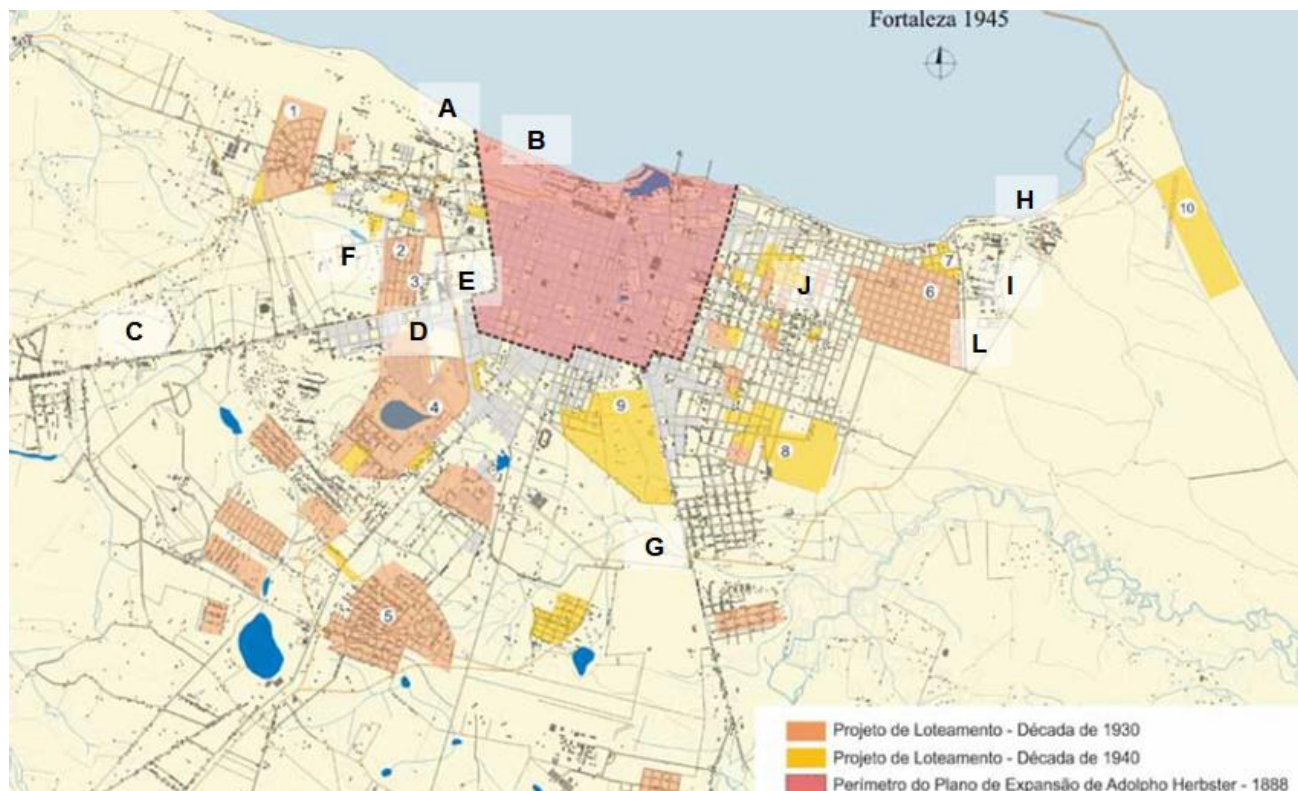 Fortaleza 1945
A
1
B
10
H
F
2
7
3
E
J
6
I
C
D
L
4
9
8
G
5
Projeto de Loteamento - Década de 1930
Projeto de Loteamento - Década de 1940
Perímetro do Plano de Expansão de Adolpho Herbster - 1888